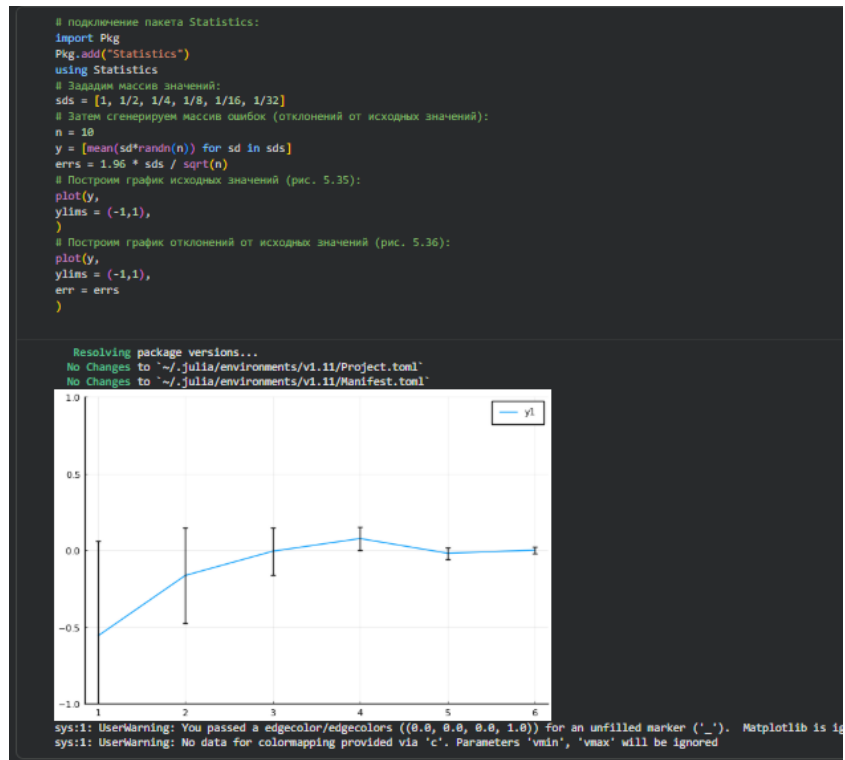 # подключение пакета Statistics:
import Pkg
Pkg.add("Statistics")
using Statistics
# Зададим массив значений:
sds = [1, 1/2, 1/4, 1/8, 1/16, 1/32]
# Затем сгенерируем массив ошибок (отклонений от исходных значений):
n = 10
y = [mean(sd*randn(n)) for sd in sds]
errs = 1.96 * sds / sqrt(n)
# Построим график исходных значений (рис. 5.35):
plot(y,
ylims = (-1,1),
)
# Построим график отклонений от исходных значений (рис. 5.36):
plot(y,
ylims = (-1,1),
err = errs
)
Resolving package versions...
No Changes to `~/.julia/environments/v1.11/Project.toml`
No Changes to `~/.julia/environments/v1.11/Manifest.toml`
1.0
y1
0.5
0.0
−0.5
−1.0
1 2 3 4 5 6
sys:1: UserWarning: You passed a edgecolor/edgecolors ((0.0, 0.0, 0.0, 1.0)) for an unfilled marker ('_'). Matplotlib is ig
sys:1: UserWarning: No data for colormapping provided via 'c'. Parameters 'vmin', 'vmax' will be ignored